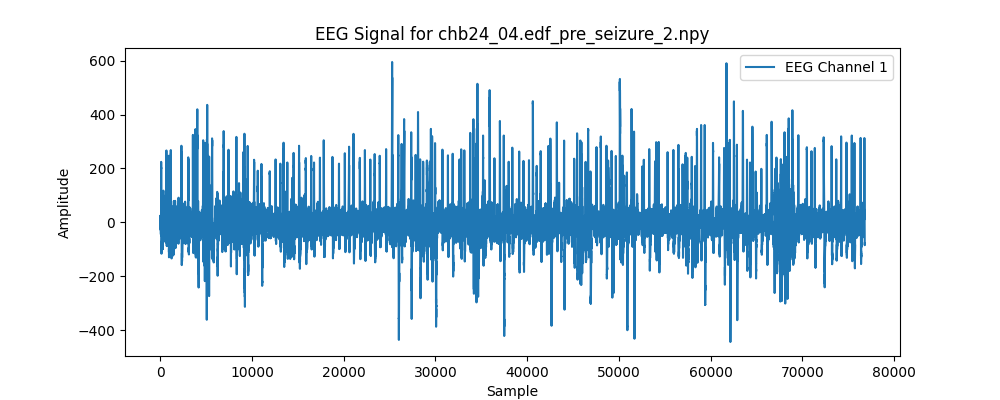 EEG Signal for chb24_04.edf_pre_seizure_2.npy
EEG Channel 1
600
400
200
0
−200
−400
Amplitude
0 10000 20000 30000 40000 50000 60000 70000 80000
Sample